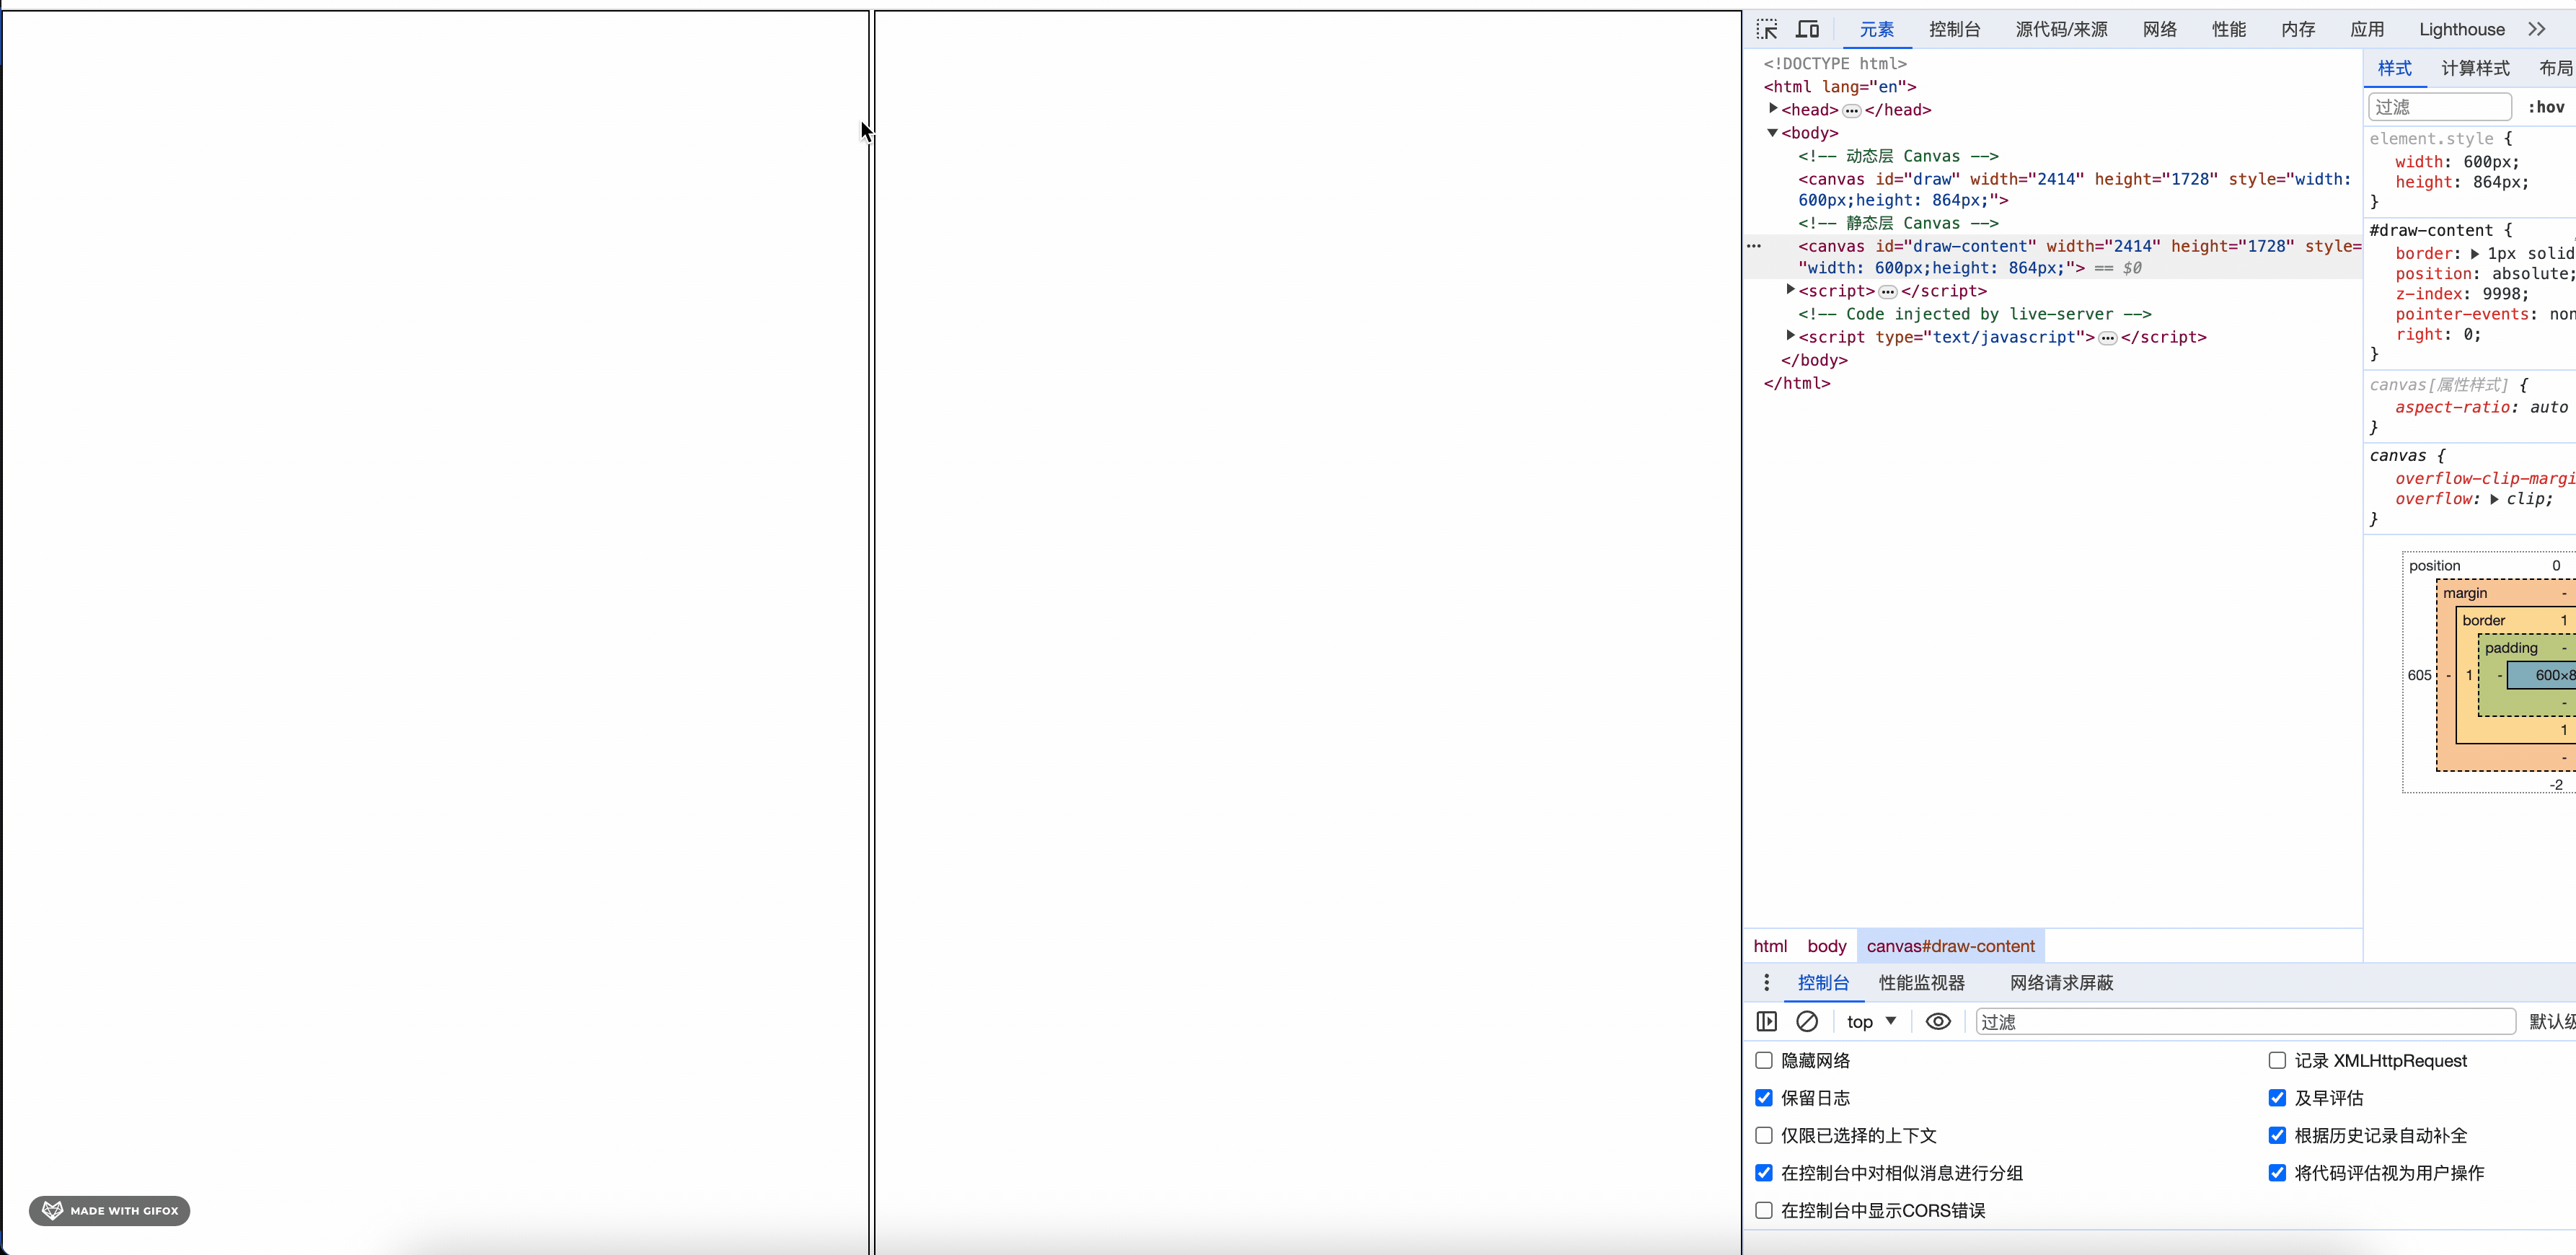 元素 控制台 源代码/来源 网络 性能 内存 应用 Lighthouse
<!DOCTYPE html>
<html lang="en">
<head> ••• </head>
<body>
<!-- 动态层 Canvas -->
<canvas id="draw" width="2414" height="1728" style="width:
600px;height: 864px;">
<!-- 静态层 Canvas -->
<canvas id="draw-content" width="2414" height="1728" style=
"width: 600px;height: 864px;"> == $0
<script> ••• </script>
<!-- Code injected by live-server -->
<script type="text/javascript"> ••• </script>
</body>
</html>
样式 计算样式 布局
过滤 :hov
element.style {
width: 600px;
height: 864px;
}
#draw-content {
border: 1px solid
position: absolute;
z-index: 9998;
pointer-events: non
right: 0;
}
canvas[属性样式] {
aspect-ratio: auto
}
canvas {
overflow-clip-margi
overflow: clip;
}
position 0
margin -
border 1
padding -
605 - 1 - 600×8
-
1
-
-2
html body canvas#draw-content
控制台 性能监视器 网络请求屏蔽
top 过滤 默认级
隐藏网络 记录 XMLHttpRequest
保留日志 及早评估
仅限已选择的上下文 根据历史记录自动补全
在控制台中对相似消息进行分组 将代码评估视为用户操作
在控制台中显示CORS错误
MADE WITH GIFOX